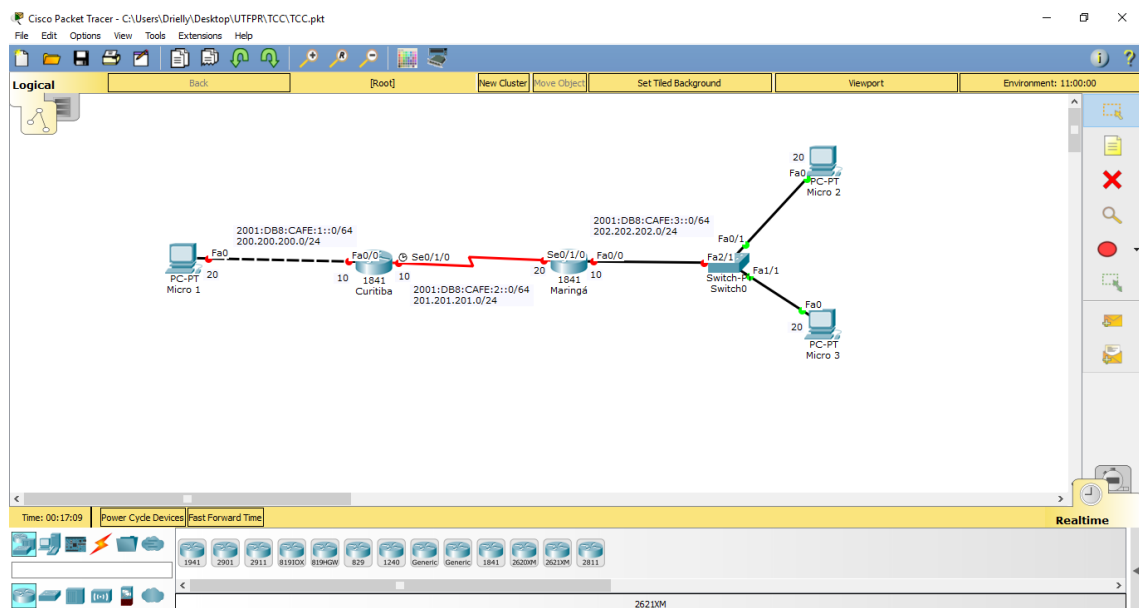 Cisco Packet Tracer - C:\Users\Drielly\Desktop\UTFPR\TCC\TCC.pkt
File Edit Options View Tools Extensions Help
Logical Back [Root] New Cluster Move Object Set Tiled Background Viewport Environment: 11:00:00
20
Fa0
PC-PT
Micro 2
2001:DB8:CAFE:1::0/64
200.200.200.0/24
2001:DB8:CAFE:3::0/64
202.202.202.0/24
Fa0/1
Fa0
20
PC-PT
Micro 1
Fa0/0
10
1841
Curitiba
Se0/1/0
10
2001:DB8:CAFE:2::0/64
201.201.201.0/24
Se0/1/0
20
1841
Maringá
Fa0/0
10
Fa2/1
Fa1/1
Switch-P
Switch0
Fa0
20
PC-PT
Micro 3
Time: 00:17:09 Power Cycle Devices Fast Forward Time Realtime
1941 2901 2911 819IOX 819HGW 829 1240 Generic Generic 1841 2620XM 2621XM 2811
2621XM